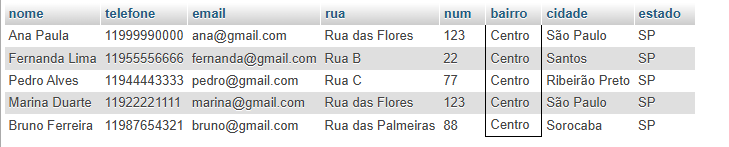 nome telefone email rua num bairro cidade estado
Ana Paula 11999990000 ana@gmail.com Rua das Flores 123 Centro São Paulo SP
Fernanda Lima 11955556666 fernanda@gmail.com Rua B 22 Centro Santos SP
Pedro Alves 11944443333 pedro@gmail.com Rua C 77 Centro Ribeirão Preto SP
Marina Duarte 11922221111 marina@gmail.com Rua das Flores 123 Centro São Paulo SP
Bruno Ferreira 11987654321 bruno@gmail.com Rua das Palmeiras 88 Centro Sorocaba SP